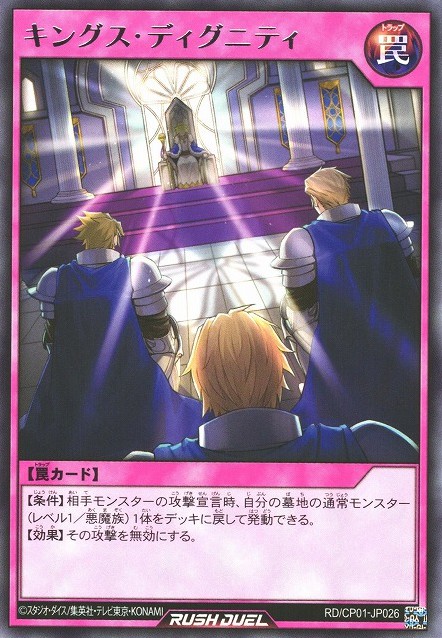 キングス・ディグニティ
トラップ
罠
トラップ
【罠カード】
【条件】相手モンスターの攻撃宣言時、自分の墓地の通常モンスター
(レベル1/悪魔族)1体をデッキに戻して発動できる。
【効果】その攻撃を無効にする。
©スタジオ・ダイス/集英社・テレビ東京・KONAMI
RUSH DUEL
RD/CP01-JP026